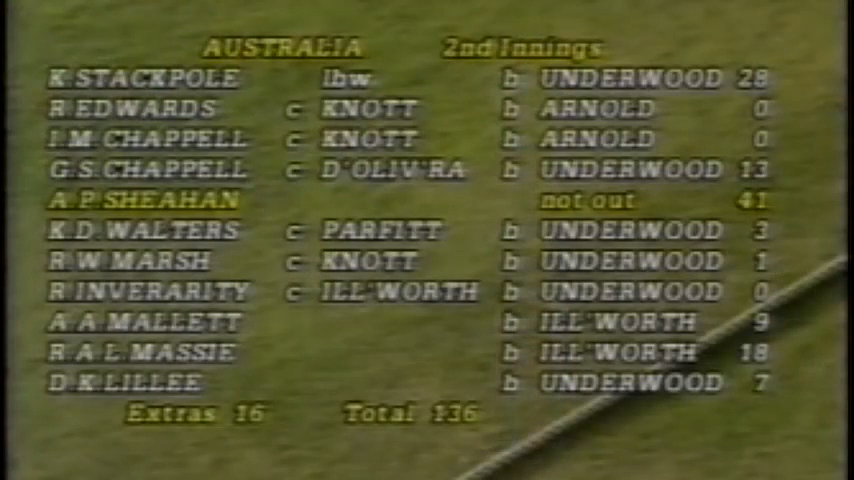 AUSTRALIA 2nd Innings
K.STACKPOLE lbw b UNDERWOOD 28
R.EDWARDS c KNOTT b ARNOLD 0
I.M.CHAPPELL c KNOTT b ARNOLD 0
G.S.CHAPPELL c D'OLIV'RA b UNDERWOOD 13
A.P.SHEAHAN not out 41
K.D.WALTERS c PARFITT b UNDERWOOD 3
R.W.MARSH c KNOTT b UNDERWOOD 1
R.INVERARITY c ILL'WORTH b UNDERWOOD 0
A.A.MALLETT b ILL'WORTH 9
R.A.L.MASSIE b ILL'WORTH 18
D.K.LILLEE b UNDERWOOD 7
Extras 16 Total 136